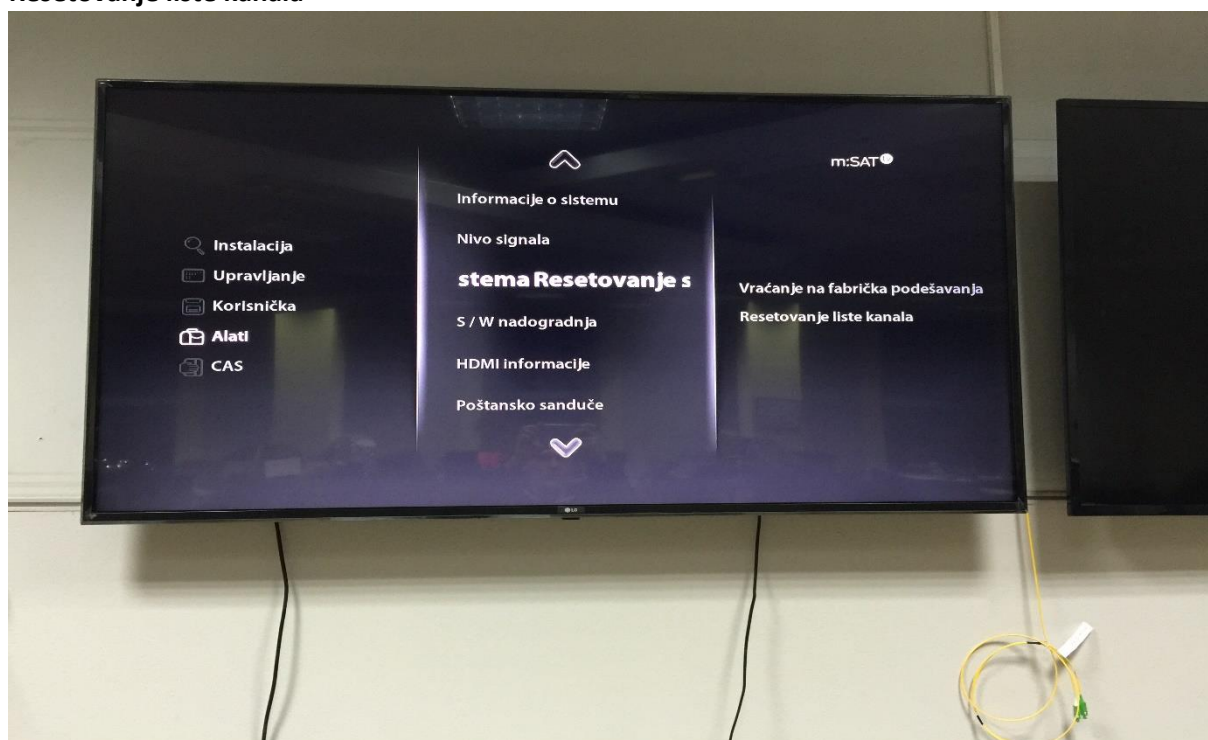 Resetovanje liste kanala
m:SAT
Instalacija
Upravljanje
Korisnička
Alati
CAS
Informacije o sistemu
Nivo signala
stema Resetovanje s
S / W nadogradnja
HDMI informacije
Poštansko sanduče
Vraćanje na fabrička podešavanja
Resetovanje liste kanala
LG